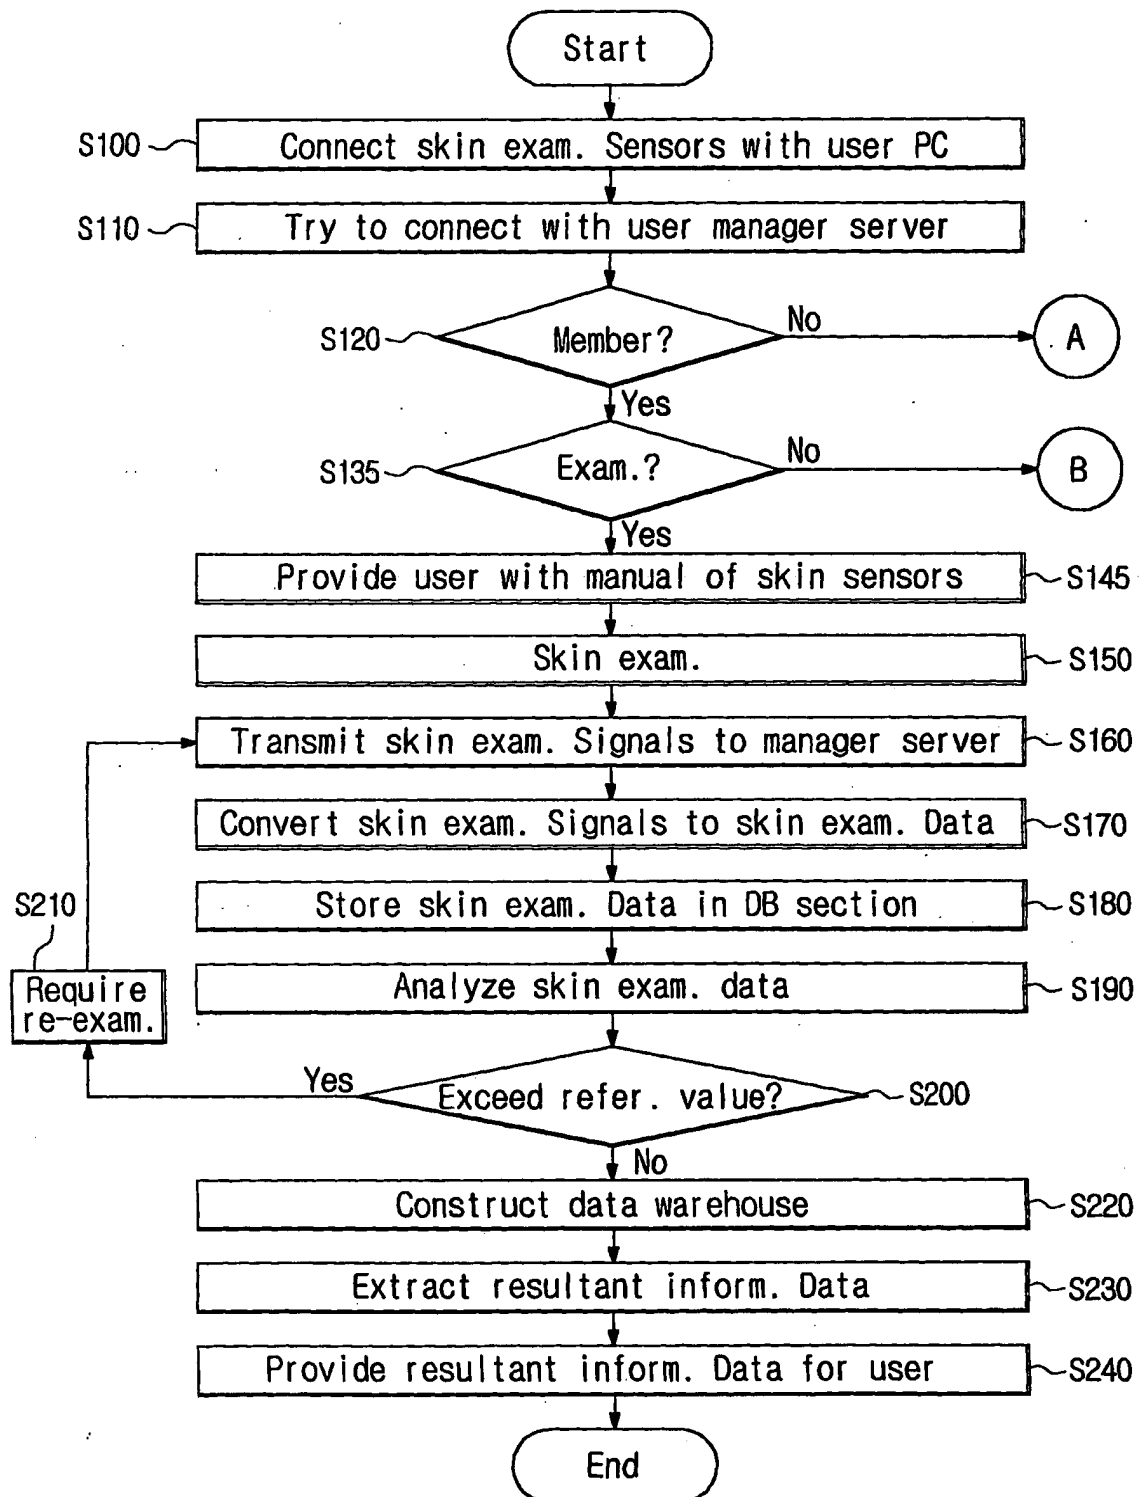 Start
S100
Connect skin exam. Sensors with user PC
S110
Try to connect with user manager server
S120
Member?
No
A
Yes
S135
Exam.?
No
B
Yes
Provide user with manual of skin sensors
S145
Skin exam.
S150
Transmit skin exam. Signals to manager server
S160
Convert skin exam. Signals to skin exam. Data
S170
S210
Store skin exam. Data in DB section
S180
Require
re-exam.
Analyze skin exam. data
S190
Yes
Exceed refer. value?
S200
No
Construct data warehouse
S220
Extract resultant inform. Data
S230
Provide resultant inform. Data for user
S240
End